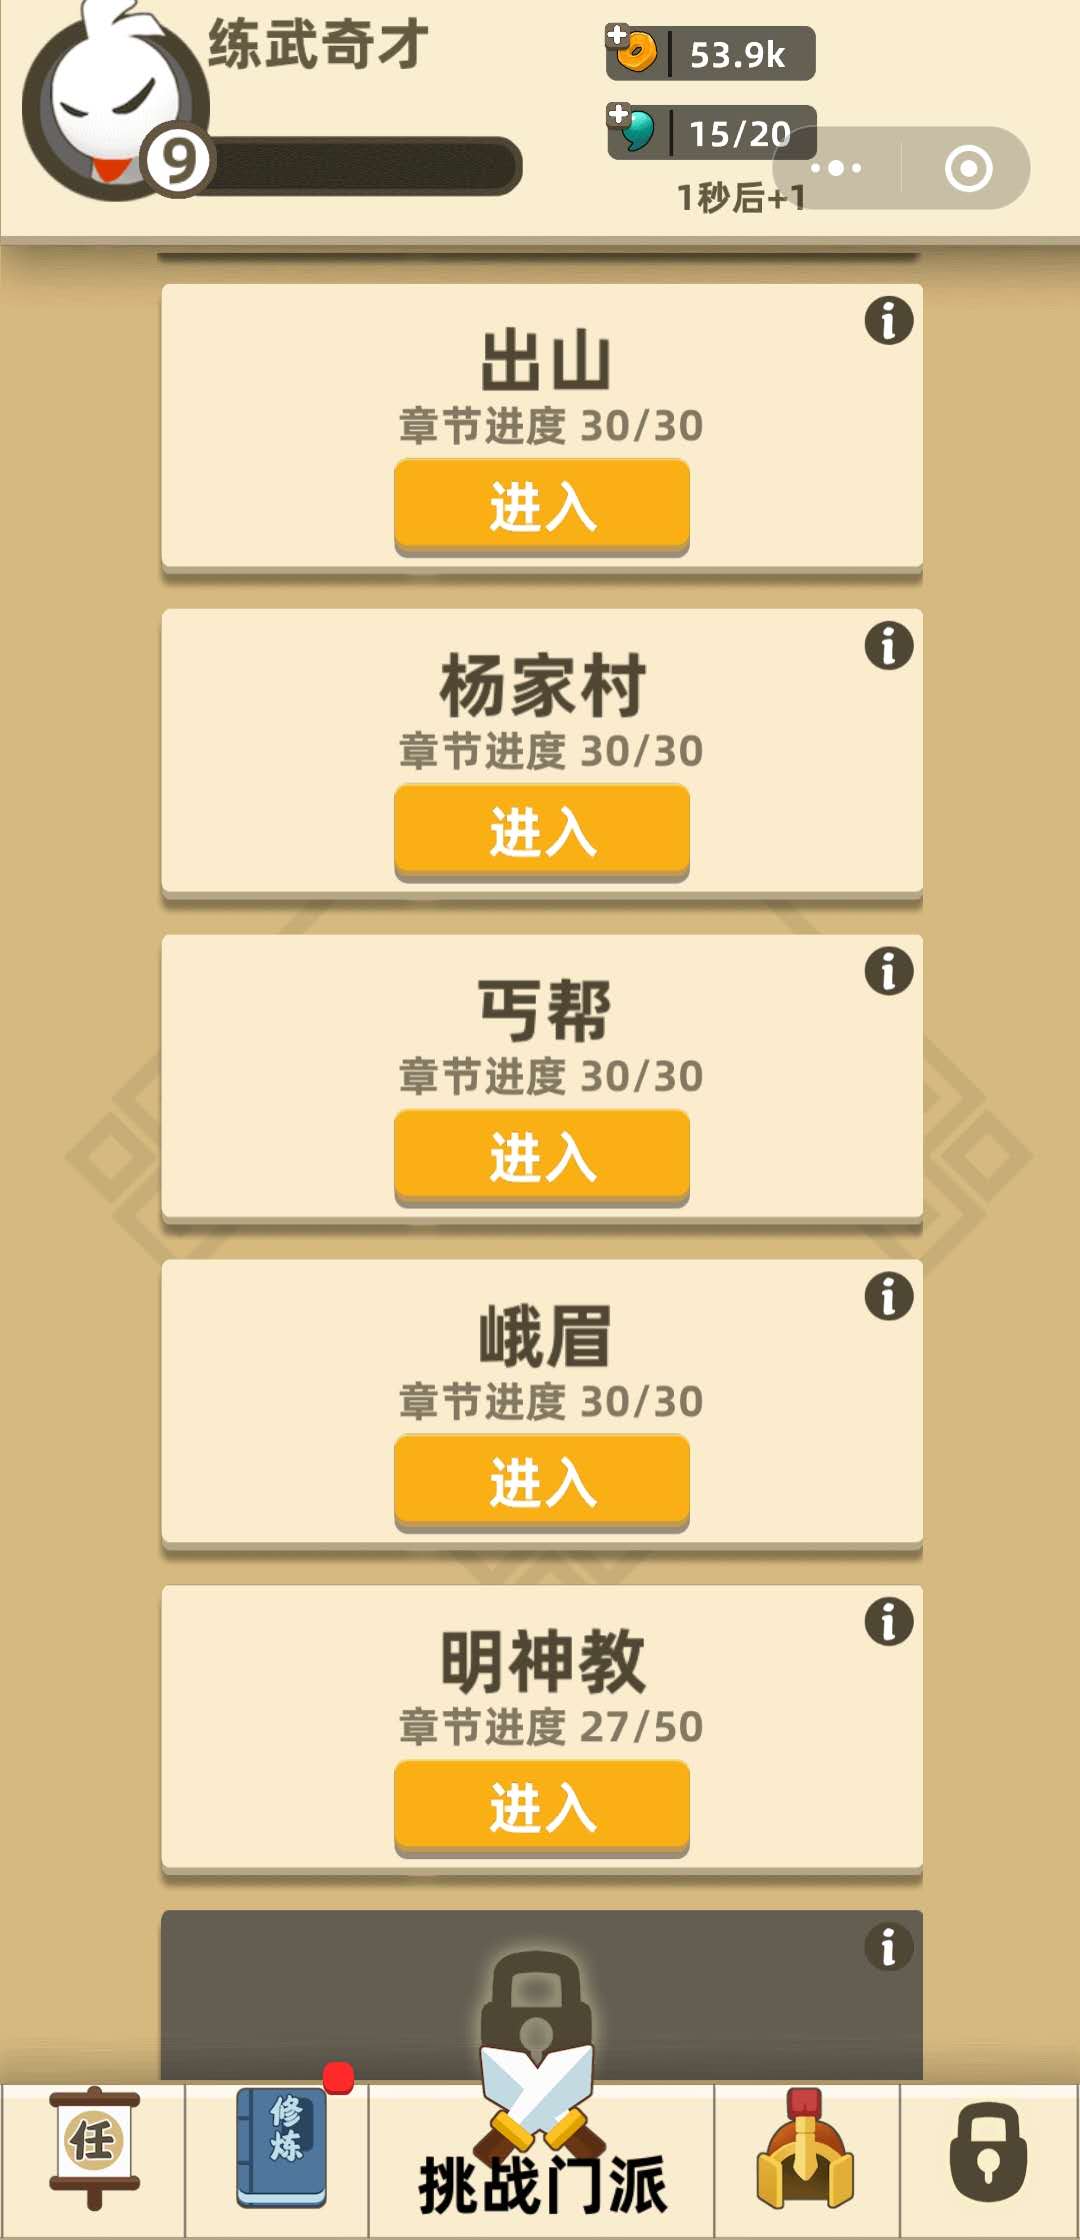 练武奇才
53.9k
9
15/20
1秒后+1
出山
章节进度 30/30
进入
杨家村
章节进度 30/30
进入
丐帮
章节进度 30/30
进入
峨眉
章节进度 30/30
进入
明神教
章节进度 27/50
进入
任
修炼
挑战门派